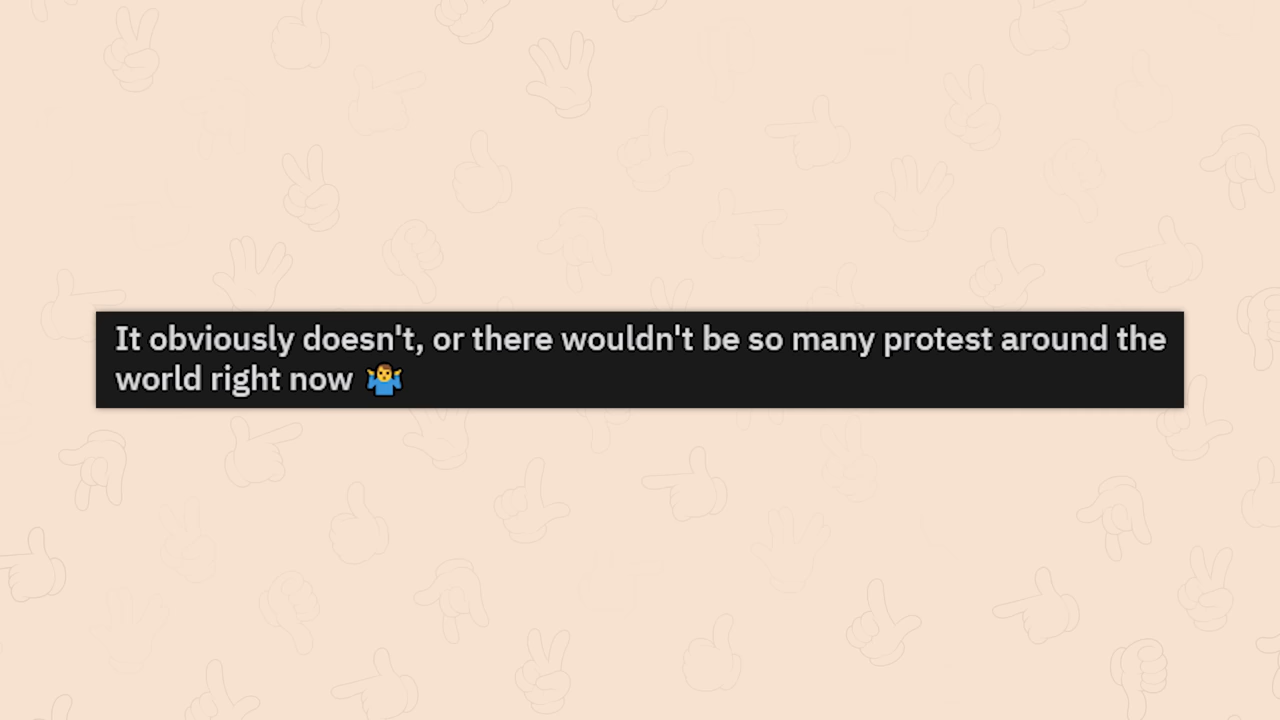 It obviously doesn't, or there wouldn't be so many protest around the
world right now 🤷‍♂️